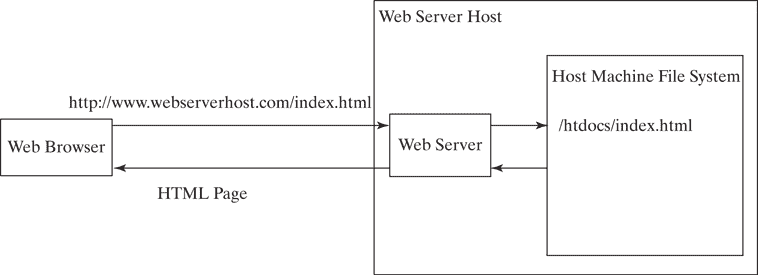 Web Server Host
Host Machine File System
http://www.webserverhost.com/index.html
/htdocs/index.html
Web Browser
Web Server
HTML Page